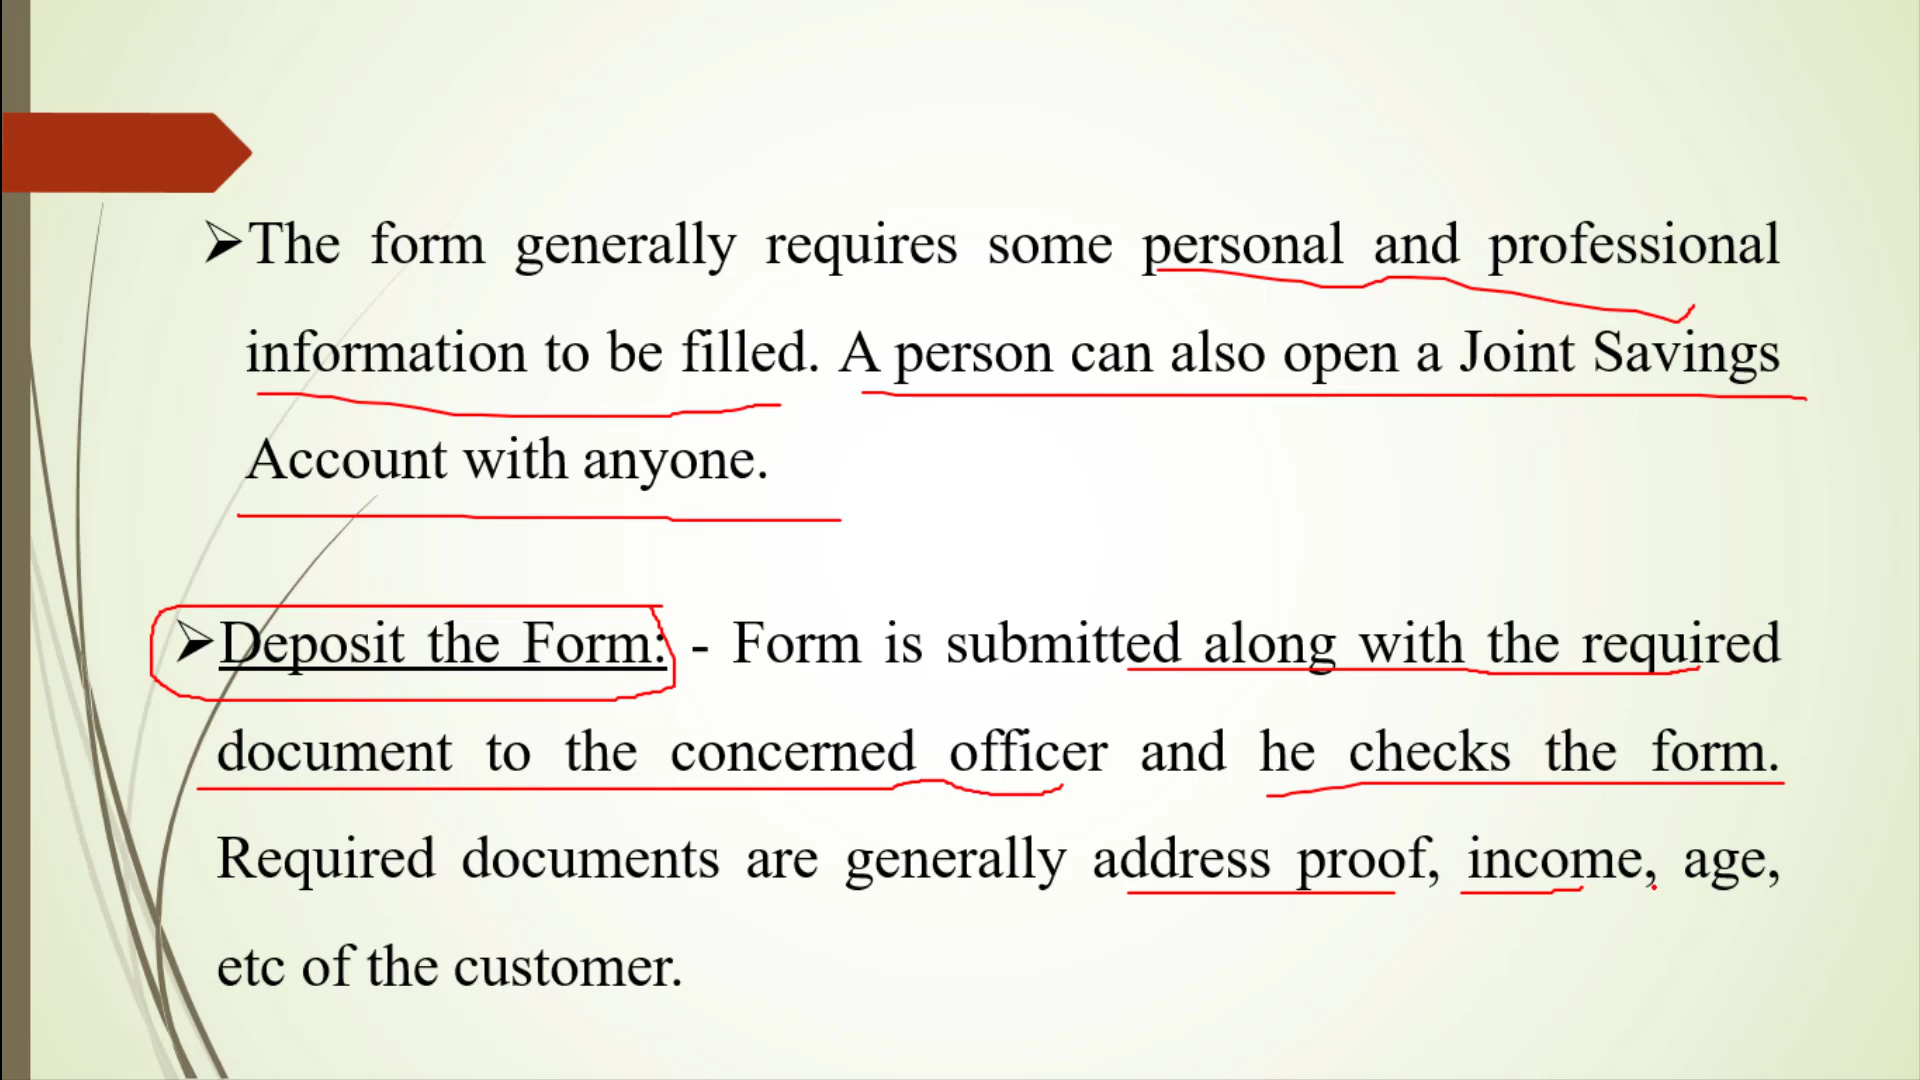 ➢The form generally requires some personal and professional
information to be filled. A person can also open a Joint Savings
Account with anyone.
➢Deposit the Form: - Form is submitted along with the required
document to the concerned officer and he checks the form.
Required documents are generally address proof, income, age,
etc of the customer.